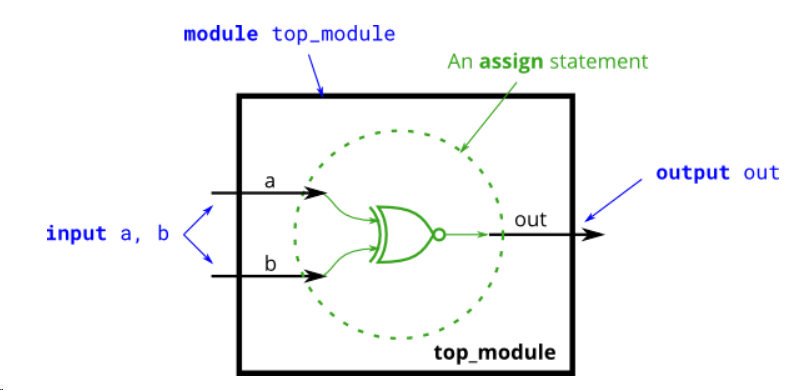 module top_module
An assign statement
a
output out
out
input a, b
b
top_module